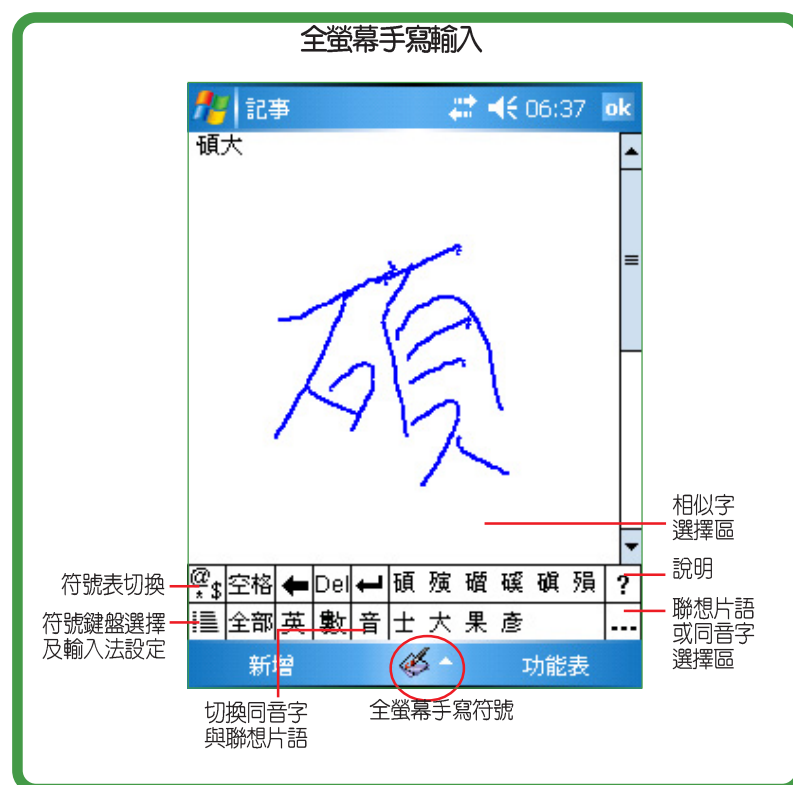 全螢幕手寫輸入
記事 06:37 ok
碩大
碩
相似字
選擇區
符號表切換
@*$ 空格 Del 碩 殰 礸 磎 磌 殞 ?
說明
符號鍵盤選擇
及輸入法設定
全部 英 數 音 士 大 果 彥 ...
聯想片語
或同音字
選擇區
新增 功能表
切換同音字
與聯想片語
全螢幕手寫符號